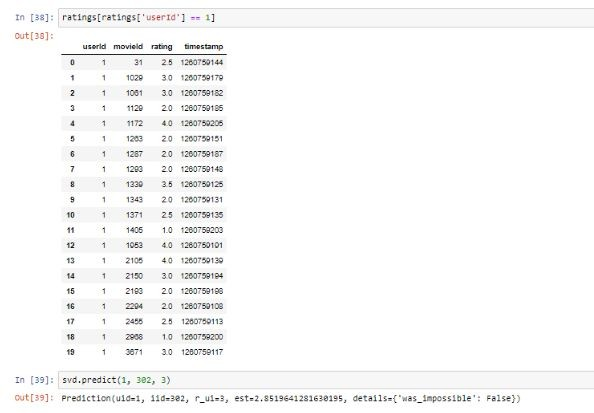 In [38]: ratings[ratings['userId'] == 1]
Out[38]:
userId movieId rating timestamp
0 1 31 2.5 1260759144
1 1 1029 3.0 1260759179
2 1 1061 3.0 1260759182
3 1 1129 2.0 1260759185
4 1 1172 4.0 1260759205
5 1 1263 2.0 1260759151
6 1 1287 2.0 1260759187
7 1 1293 2.0 1260759148
8 1 1339 3.5 1260759125
9 1 1343 2.0 1260759131
10 1 1371 2.5 1260759135
11 1 1405 1.0 1260759203
12 1 1953 4.0 1260759191
13 1 2105 4.0 1260759139
14 1 2150 3.0 1260759194
15 1 2193 2.0 1260759198
16 1 2294 2.0 1260759108
17 1 2455 2.5 1260759113
18 1 2968 1.0 1260759200
19 1 3671 3.0 1260759117
In [39]: svd.predict(1, 302, 3)
Out[39]: Prediction(uid=1, iid=302, r_ui=3, est=2.8519641281630195, details={'was_impossible': False})